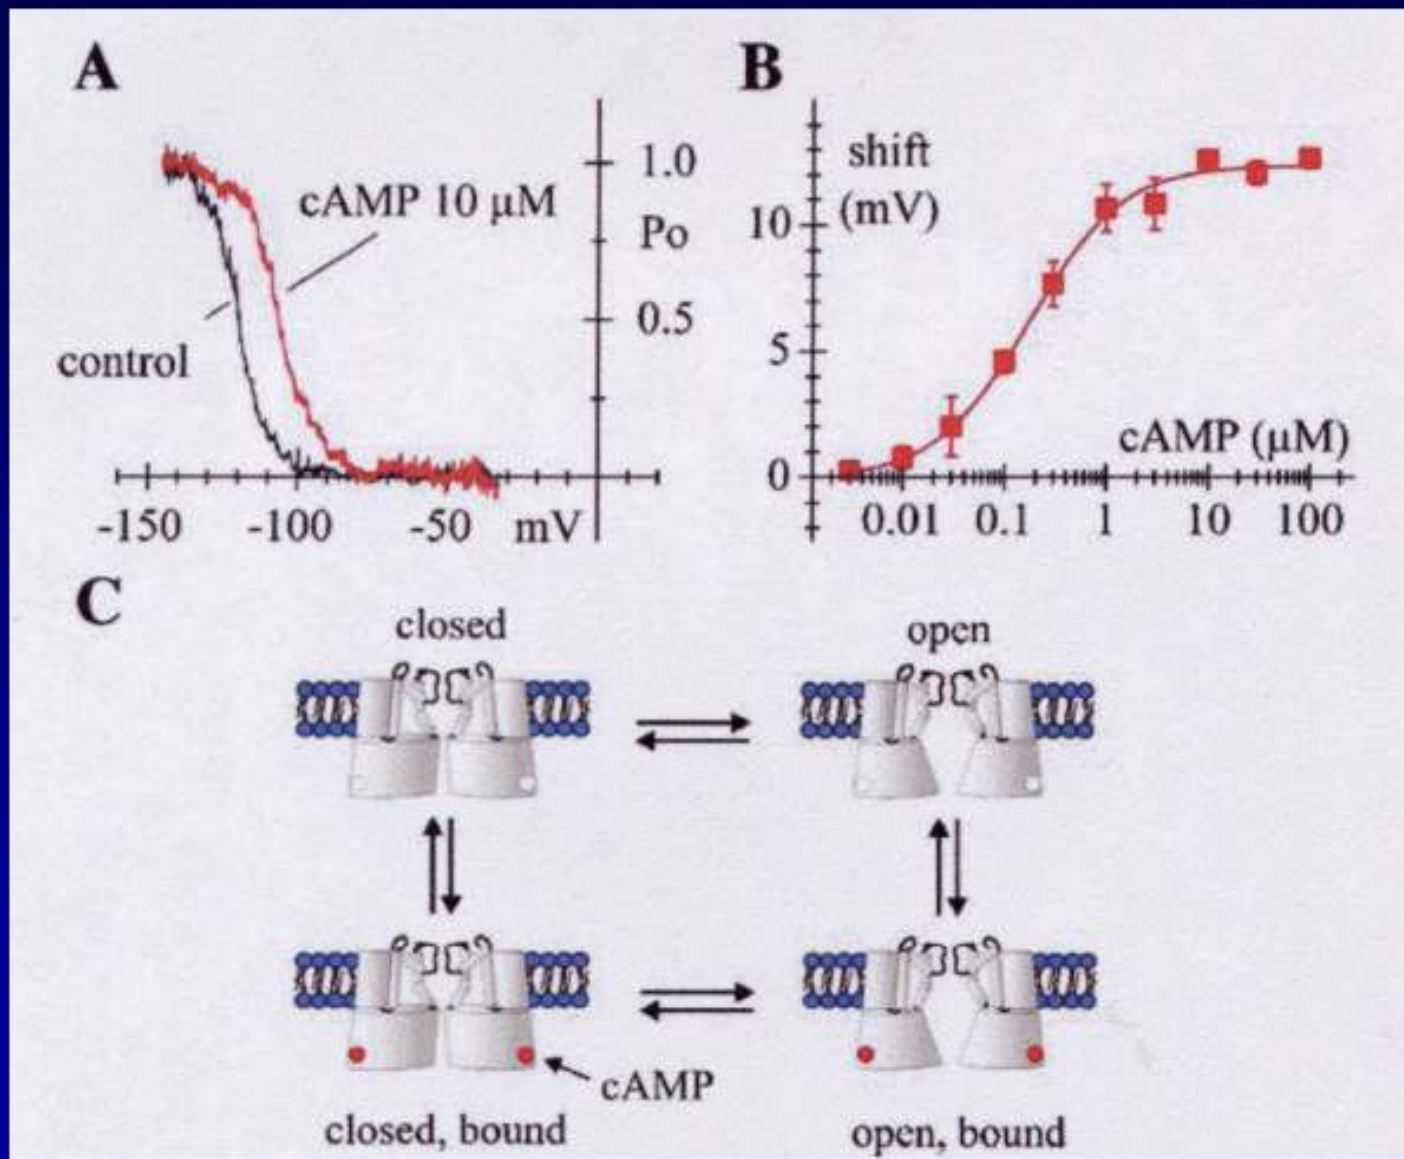 A
1.0
cAMP 10 µM
Po
0.5
control
-150 -100 -50 mV
B
shift
(mV)
10
5
cAMP (µM)
0
0.01 0.1 1 10 100
C
closed open
cAMP
closed, bound open, bound